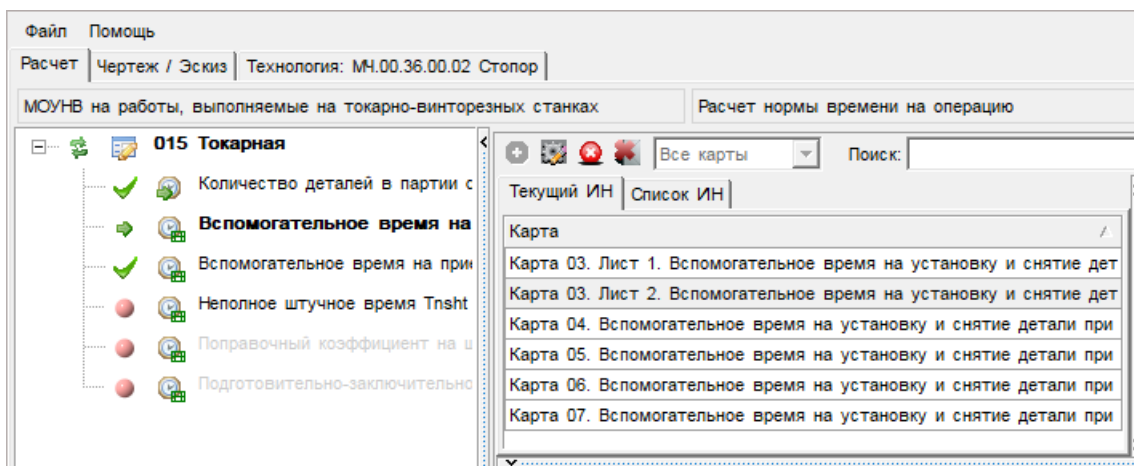 Файл Помощь
Расчет Чертеж / Эскиз Технология: МЧ.00.36.00.02 Стопор
МОУНВ на работы, выполняемые на токарно-винторезных станках Расчет нормы времени на операцию
015 Токарная
Количество деталей в партии с
Вспомогательное время на
Вспомогательное время на прие
Неполное штучное время Tnsht
Поправочный коэффициент на ш
Подготовительно-заключительно
Все карты Поиск:
Текущий ИН Список ИН
Карта
Карта 03. Лист 1. Вспомогательное время на установку и снятие дет
Карта 03. Лист 2. Вспомогательное время на установку и снятие дет
Карта 04. Вспомогательное время на установку и снятие детали при
Карта 05. Вспомогательное время на установку и снятие детали при
Карта 06. Вспомогательное время на установку и снятие детали при
Карта 07. Вспомогательное время на установку и снятие детали при